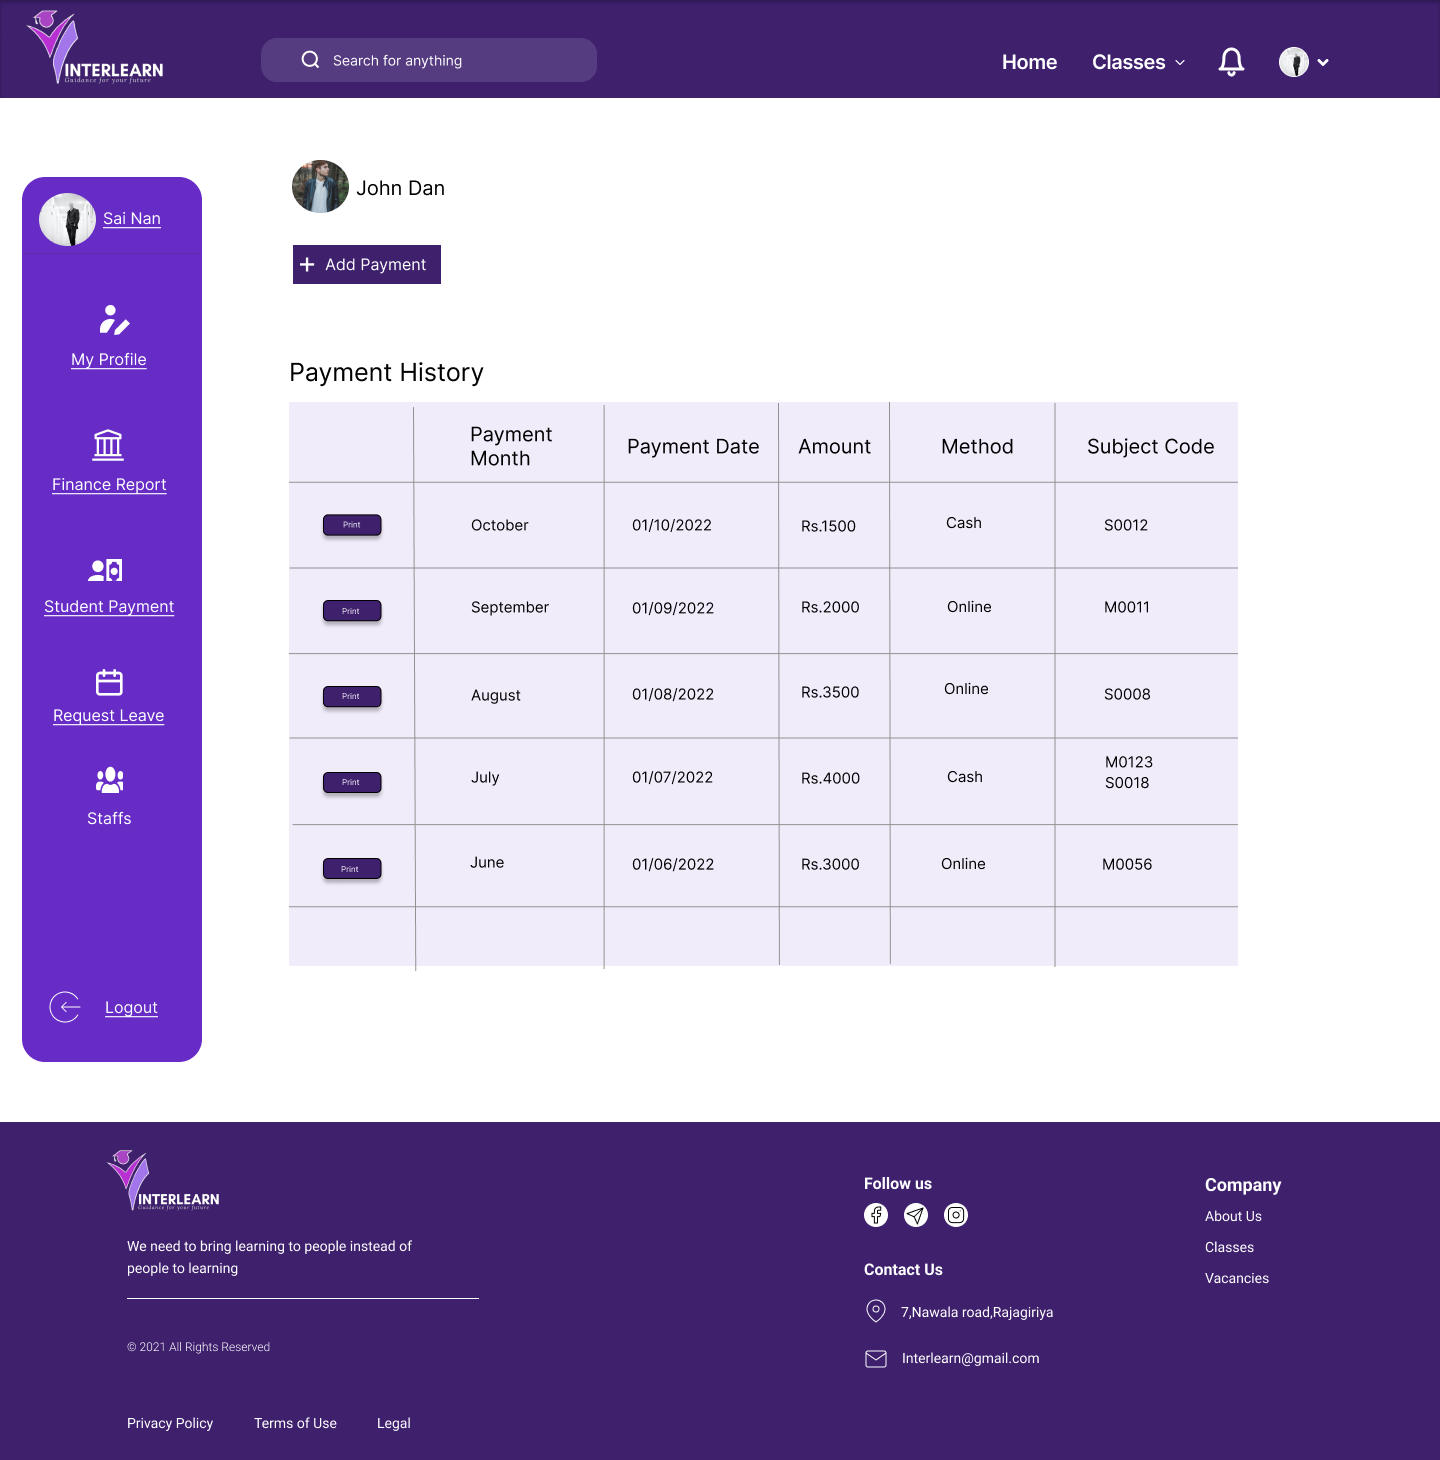 INTERLEARN
Guidance for your future
Search for anything
Home
Classes
Sai Nan
My Profile
Finance Report
Student Payment
Request Leave
Staffs
Logout
John Dan
+ Add Payment
Payment History
Payment Month Payment Date Amount Method Subject Code
Print October 01/10/2022 Rs.1500 Cash S0012
Print September 01/09/2022 Rs.2000 Online M0011
Print August 01/08/2022 Rs.3500 Online S0008
Print July 01/07/2022 Rs.4000 Cash M0123 S0018
Print June 01/06/2022 Rs.3000 Online M0056
INTERLEARN
Guidance for your future
We need to bring learning to people instead of
people to learning
© 2021 All Rights Reserved
Privacy Policy
Terms of Use
Legal
Follow us
Contact Us
7,Nawala road,Rajagiriya
Interlearn@gmail.com
Company
About Us
Classes
Vacancies